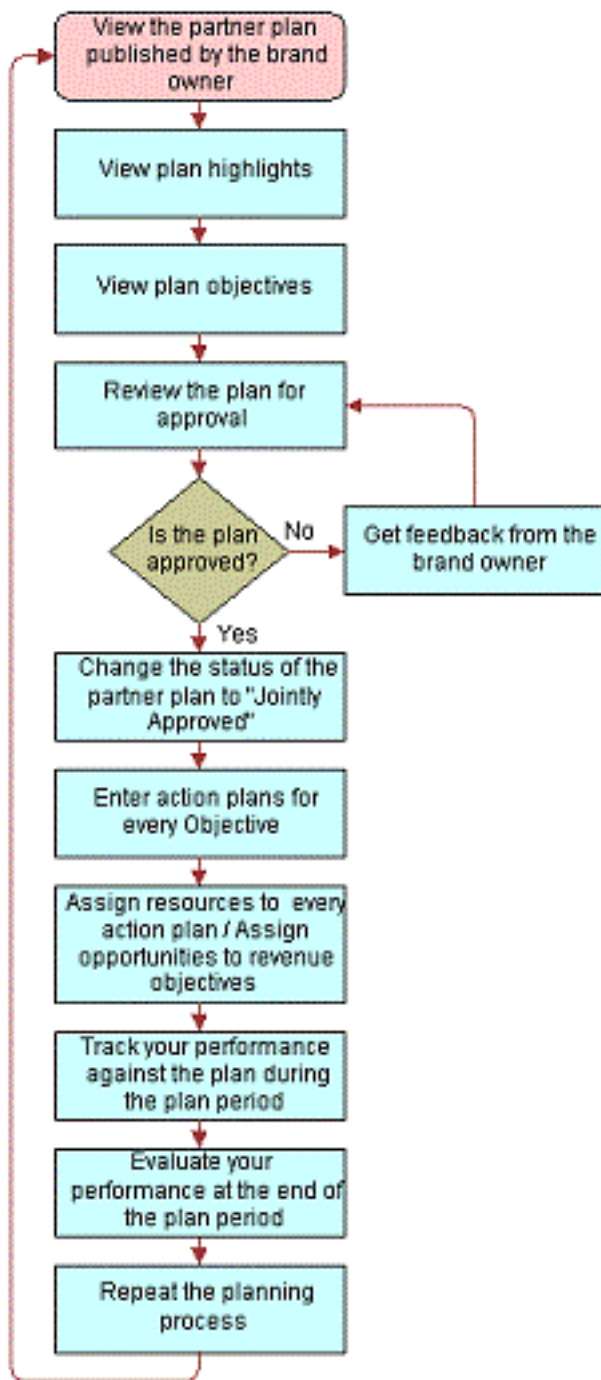 View the partner plan
published by the brand
owner
View plan highlights
View plan objectives
Review the plan for
approval
Is the plan
approved?
No
Get feedback from the
brand owner
Yes
Change the status of the
partner plan to "Jointly
Approved"
Enter action plans for
every Objective
Assign resources to every
action plan / Assign
opportunities to revenue
objectives
Track your performance
against the plan during
the plan period
Evaluate your
performance at the end of
the plan period
Repeat the planning
process